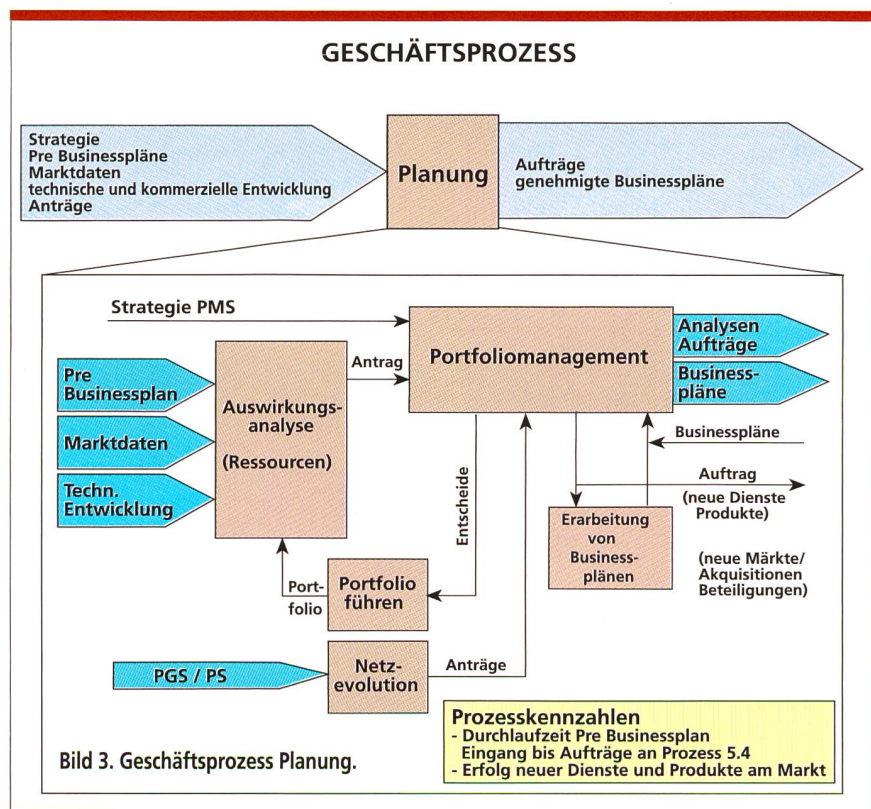 GESCHÄFTSPROZESS
Strategie
Pre Businesspläne
Marktdaten
technische und kommerzielle Entwicklung
Anträge
Planung
Aufträge
genehmigte Businesspläne
Strategie PMS
Portfoliomanagement
Analysen
Aufträge
Business-
pläne
Pre
Businessplan
Marktdaten
Techn.
Entwicklung
Auswirkungs-
analyse
(Ressourcen)
Antrag
Entscheide
Businesspläne
Auftrag
(neue Dienste
Produkte)
(neue Märkte/
Akquisitionen
Beteiligungen)
Erarbeitung
von
Business-
plänen
Port-
folio
Portfolio
führen
PGS / PS
Netz-
evolution
Anträge
Prozesskennzahlen
- Durchlaufzeit Pre Businessplan
Eingang bis Aufträge an Prozess 5.4
- Erfolg neuer Dienste und Produkte am Markt
Bild 3. Geschäftsprozess Planung.